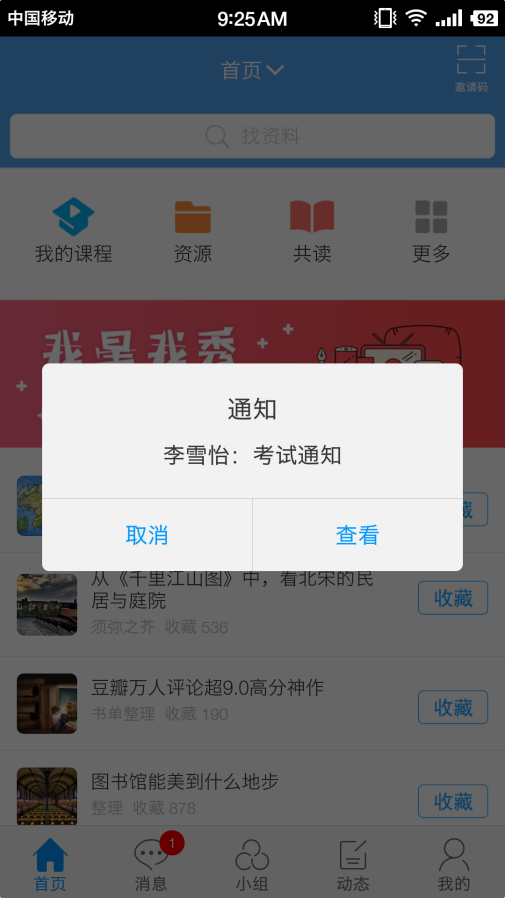 中国移动 9:25AM 92
首页
邀请码
找资料
我的课程 资源 共读 更多
我是我秀
通知
李雪怡：考试通知
取消 查看
藏
从《千里江山图》中，看北宋的民
居与庭院
须弥之芥 收藏 536
收藏
豆瓣万人评论超9.0高分神作
书单整理 收藏 190
收藏
图书馆能美到什么地步
整理 收藏 878
收藏
1
首页 消息 小组 动态 我的